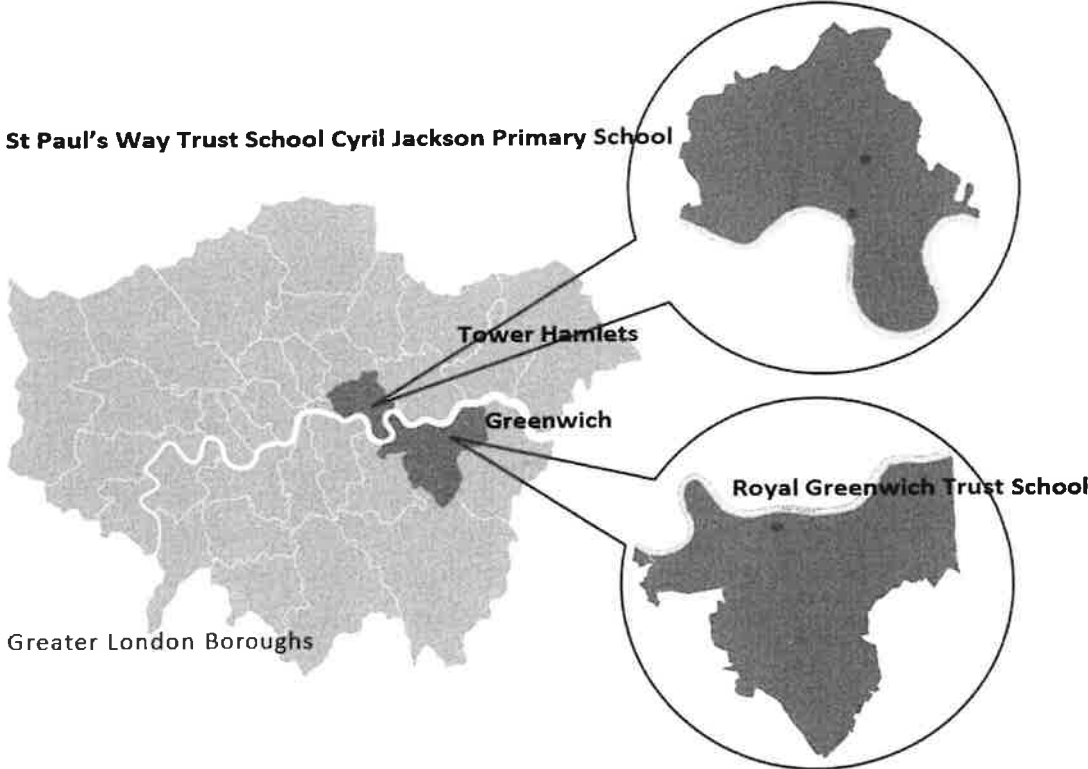 St Paul's Way Trust School Cyril Jackson Primary School
Tower Hamlets
Greenwich
Royal Greenwich Trust School
Greater London Boroughs